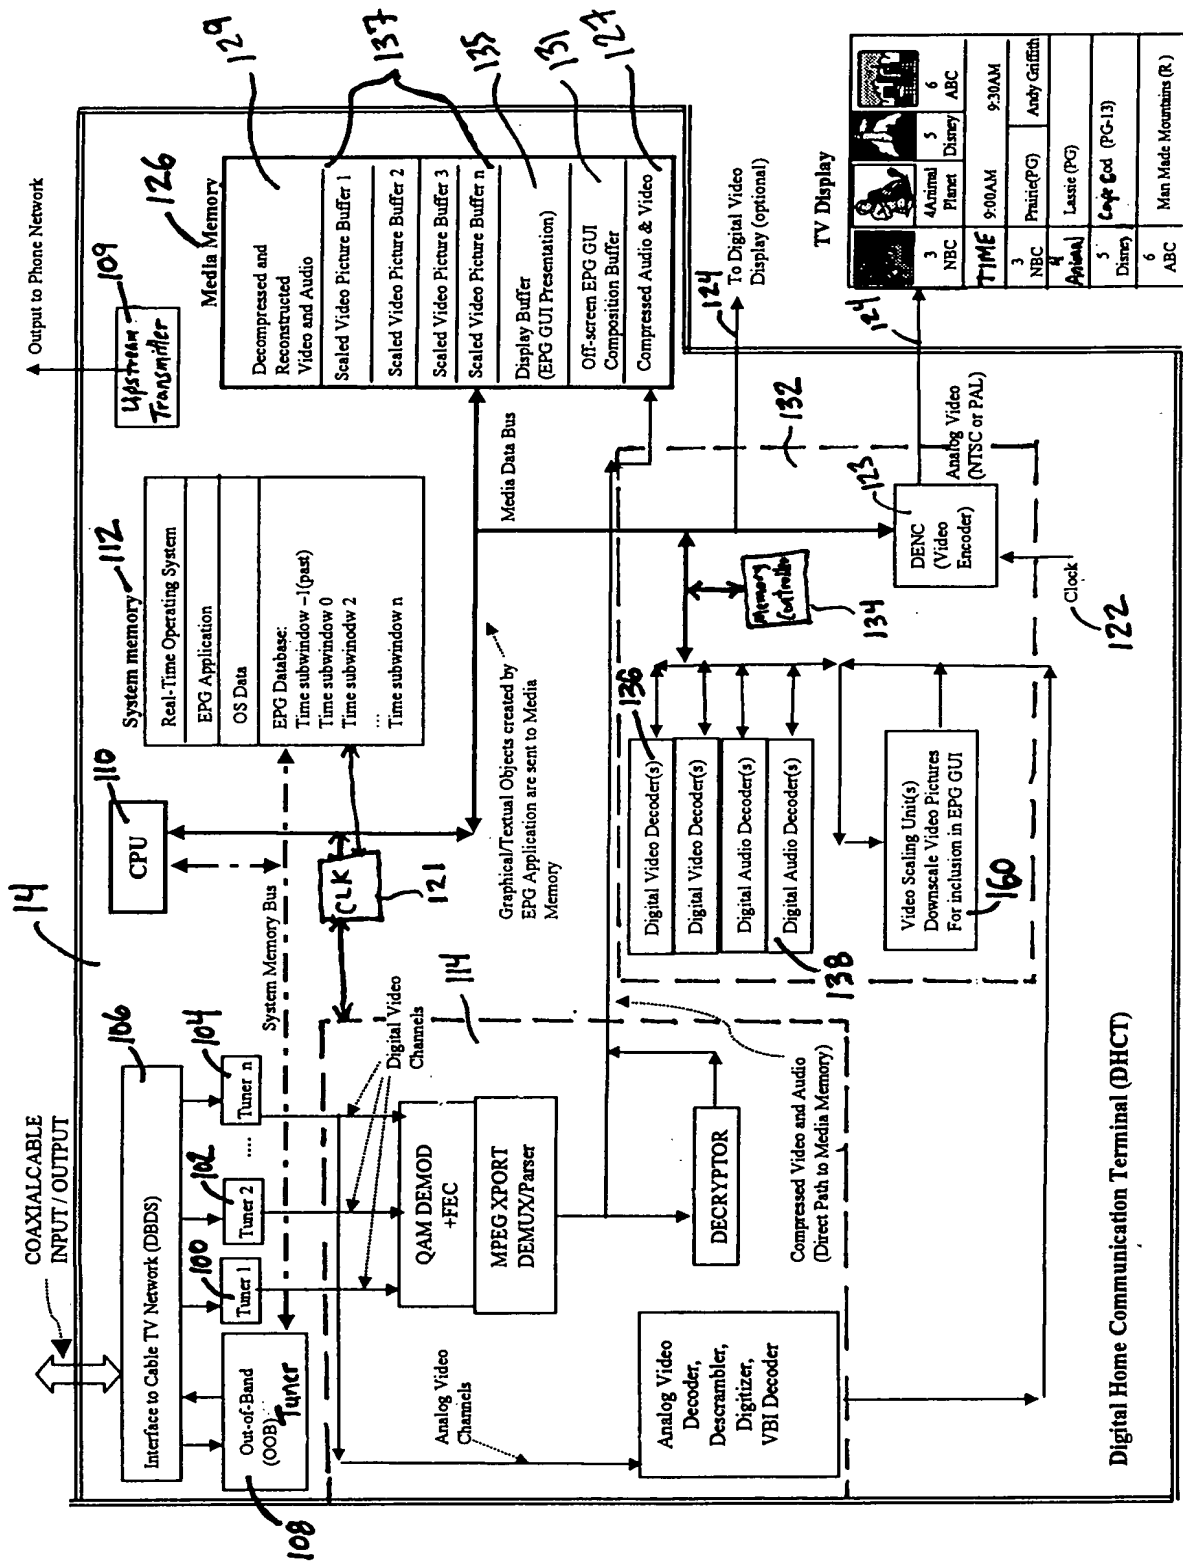 COAXIALCABLE
INPUT / OUTPUT
14
Output to Phone Network
106
Interface to Cable TV Network (DBDS)
108
Out-of-Band
(OOB) Tuner
100
Tuner 1
102
Tuner 2
....
104
Tuner n
110
CPU
System memory
112
Real-Time Operating System
EPG Application
OS Data
EPG Database:
Time subwindow -1(past)
Time subwindow 0
Time subwinodw 2
...
Time subwindow n
109
Upstream
Transmitter
126
Media Memory
129
Decompressed and
Reconstructed
Video and Audio
137
Scaled Video Picture Buffer 1
Scaled Video Picture Buffer 2
Scaled Video Picture Buffer 3
Scaled Video Picture Buffer n
135
Display Buffer
(EPG GUI Presentation)
131
Off-screen EPG GUI
Composition Buffer
127
Compressed Audio & Video
System Memory Bus
CLK
121
Digital Video
Channels
114
Analog Video
Channels
QAM DEMOD
+FEC
MPEG XPORT
DEMUX/Parser
DECRYPTOR
Analog Video
Decoder,
Descrambler,
Digitizer,
VBI Decoder
Graphical/Textual Objects created by
EPG Application are sent to Media
Memory
Media Data Bus
Compressed Video and Audio
(Direct Path to Media Memory)
136
Digital Video Decoder(s)
Digital Video Decoder(s)
Digital Audio Decoder(s)
Digital Audio Decoder(s)
138
Memory
Controller
134
132
Video Scaling Unit(s)
Downscale Video Pictures
For inclusion in EPG GUI
160
123
DENC
(Video
Encoder)
Clock
122
Analog Video
(NTSC or PAL)
124
To Digital Video
Display (optional)
124
TV Display
3
NBC
4Animal
Planet
5
Disney
6
ABC
TIME
9:00AM
9:30AM
3
NBC
Prairie(PG)
Andy Griffith
4
Animal
Lassie (PG)
5
Disney
Cape Cod (PG-13)
6
ABC
Man Made Mountains (R)
Digital Home Communication Terminal (DHCT)